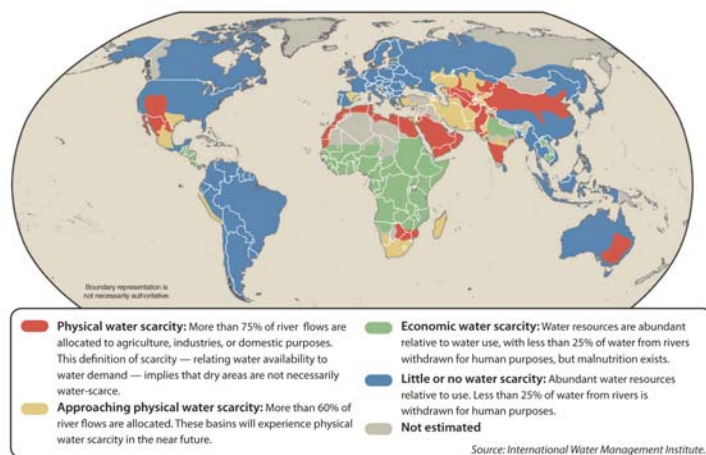 Boundary representation is
not necessarily authoritative
Physical water scarcity: More than 75% of river flows are
allocated to agriculture, industries, or domestic purposes.
This definition of scarcity — relating water availability to
water demand — implies that dry areas are not necessarily
water-scarce.
Approaching physical water scarcity: More than 60% of
river flows are allocated. These basins will experience physical
water scarcity in the near future.
Economic water scarcity: Water resources are abundant
relative to water use, with less than 25% of water from rivers
withdrawn for human purposes, but malnutrition exists.
Little or no water scarcity: Abundant water resources
relative to use. Less than 25% of water from rivers is
withdrawn for human purposes.
Not estimated
Source: International Water Management Institute.